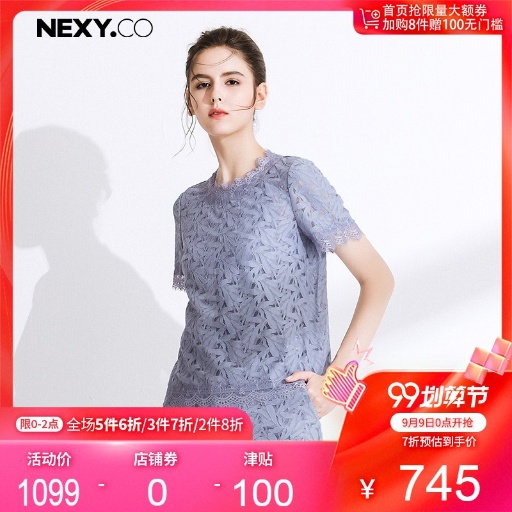 NEXY.CO
首页抢限量大额券
加购8件赠100无门槛
99划算节
9月9日0点开抢
限0-2点 全场5件6折/3件7折/2件8折
7折预估到手价
活动价 店铺券 津贴
1099 - 0 - 100 ¥ 745